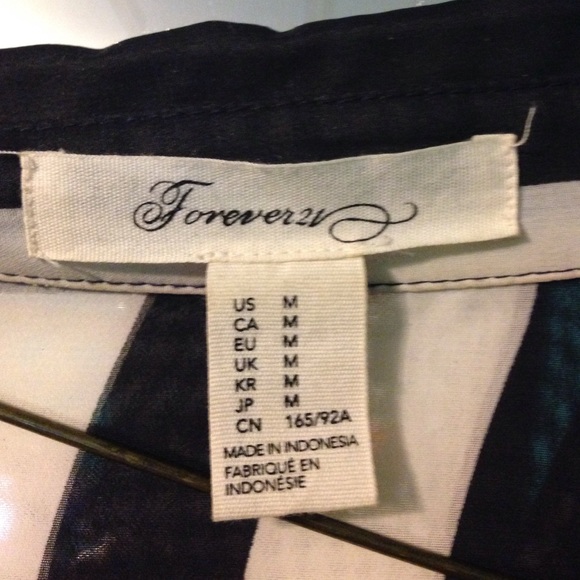 Forever21
US M
CA M
EU M
UK M
KR M
JP M
CN 165/92A
MADE IN INDONESIA
FABRIQUÉ EN
INDONÉSIE